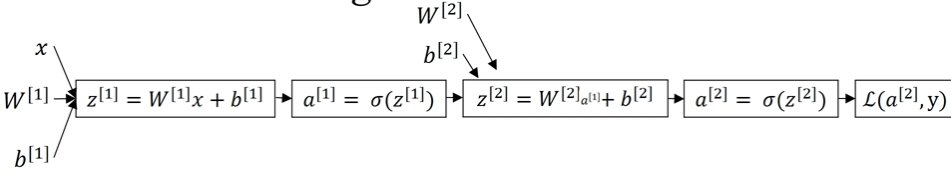 g
W^[2]
b^[2]
x
W^[1]
z^[1] = W^[1]x + b^[1]
a^[1] = σ(z^[1])
z^[2] = W^[2]a^[1]+ b^[2]
a^[2] = σ(z^[2])
ℒ(a^[2],y)
b^[1]